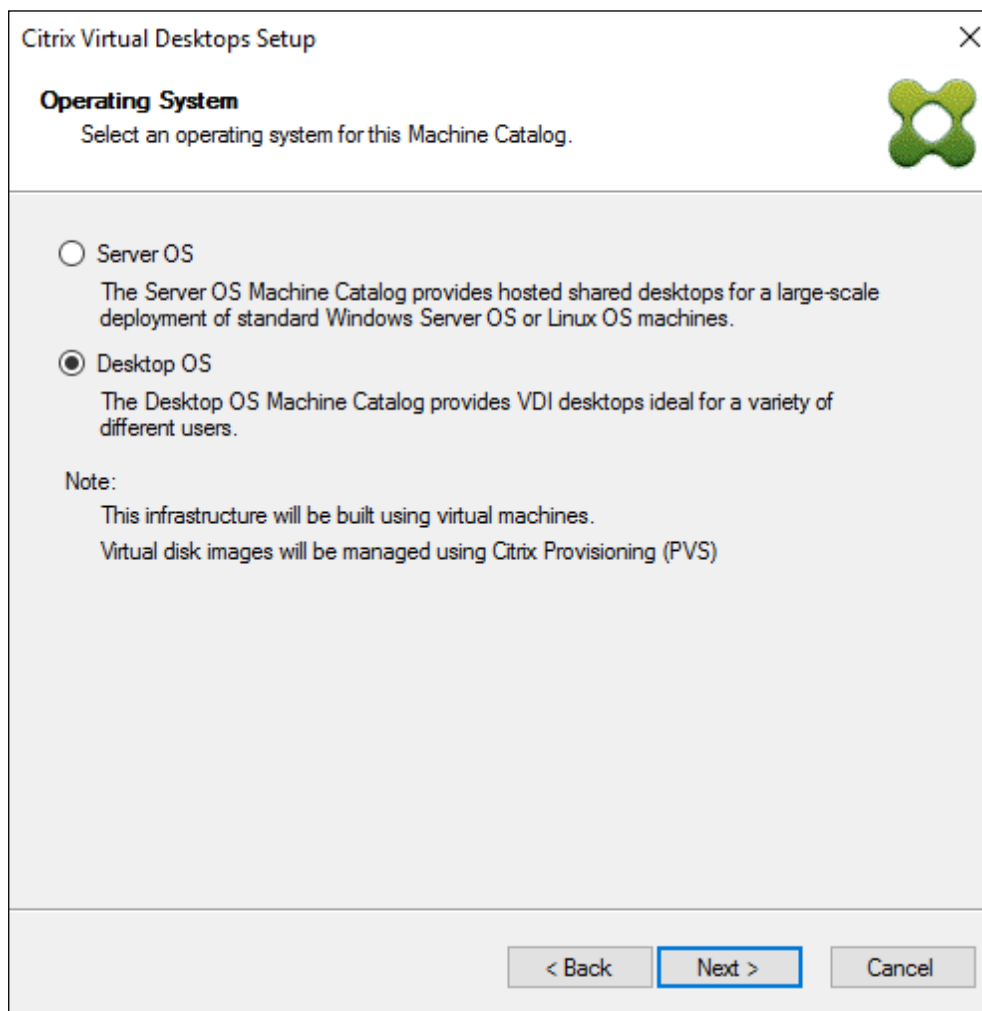 Citrix Virtual Desktops Setup
Operating System
Select an operating system for this Machine Catalog.
Server OS
The Server OS Machine Catalog provides hosted shared desktops for a large-scale
deployment of standard Windows Server OS or Linux OS machines.
Desktop OS
The Desktop OS Machine Catalog provides VDI desktops ideal for a variety of
different users.
Note:
This infrastructure will be built using virtual machines.
Virtual disk images will be managed using Citrix Provisioning (PVS)
< Back Next > Cancel